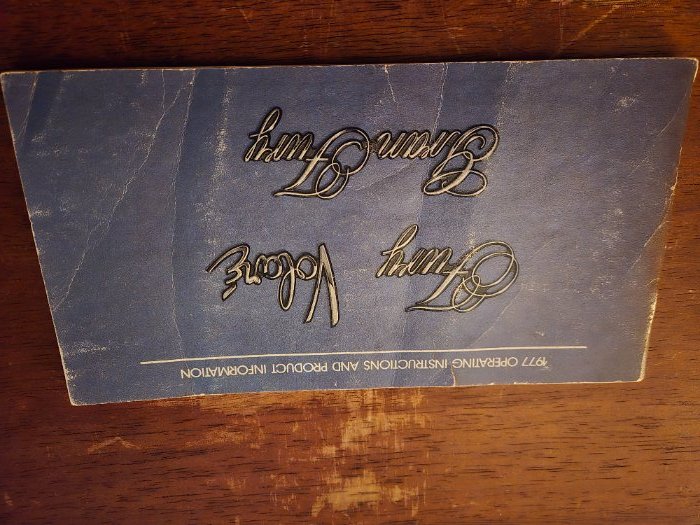 1977 OPERATING INSTRUCTIONS AND PRODUCT INFORMATION
Fury Volaré
Gran Fury